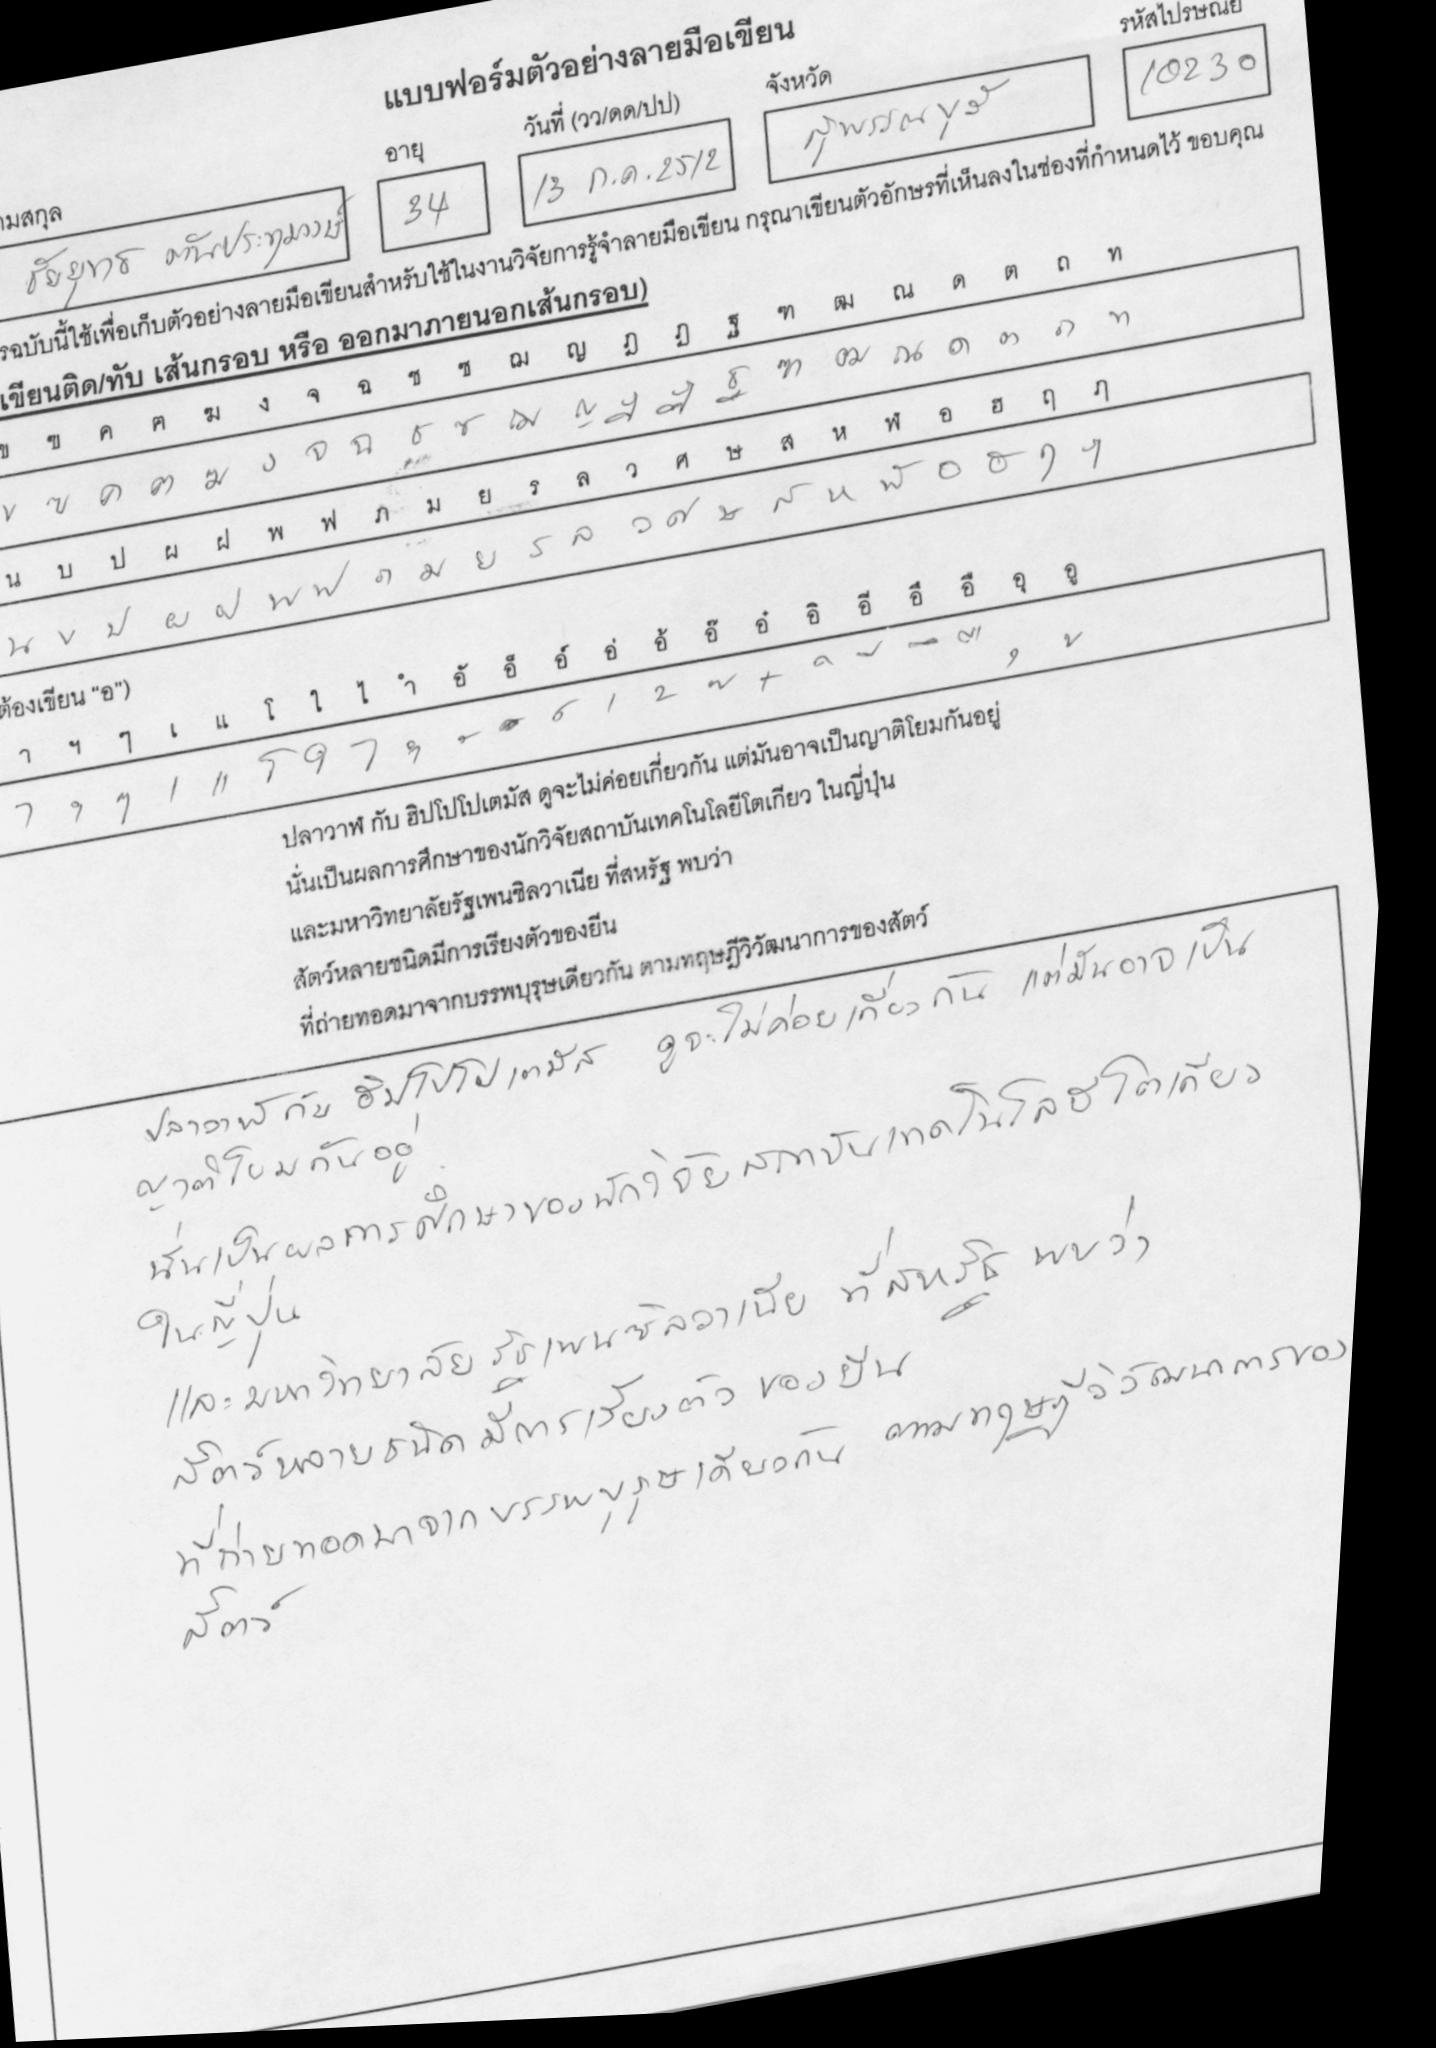 แบบฟอร์มตัวอย่างลายมือเขียน
ามสกุล อายุ วันที่ (วว/ดด/ปป) จังหวัด รหัสไปรษณีย์
ชัยยุทธ 34 13 ก.ค. 2512 สุพรรณบุรี 10230
รฉบับนี้ใช้เพื่อเก็บตัวอย่างลายมือเขียนสำหรับใช้ในงานวิจัยการรู้จำลายมือเขียน กรุณาเขียนตัวอักษรที่เห็นลงในช่องที่กำหนดไว้ ขอบคุณ
เขียนติด/ทับ เส้นกรอบ หรือ ออกมาภายนอกเส้นกรอบ)
ข ฃ ค ฅ ฆ ง จ ฉ ช ซ ฌ ญ ฎ ฏ ฐ ฑ ฒ ณ ด ต ถ ท
ข ฃ ค ฅ ฆ ง จ ฉ ช ซ ฌ ญ ฎ ฏ ฐ ฑ ฒ ณ ด ต ถ ท
น บ ป ผ ฝ พ ฟ ภ ม ย ร ล ว ศ ษ ส ห ฬ อ ฮ ฤ ฦ
น บ ป ผ ฝ พ ฟ ภ ม ย ร ล ว ศ ษ ส ห ฬ อ ฮ ฤ ฦ
ต้องเขียน “อ”)
า ฯ ๆ เ แ โ ใ ไ ำ อั อ็ อ์ อ่ อ้ อ๊ อ๋ อิ อี อึ อื อุ อู
า ฯ ๆ เ แ โ ใ ไ ำ ั ็ ์ ่ ้ ๊ ๋ ิ ี ึ ื ุ ู
ปลาวาฬ กับ ฮิปโปโปเตมัส ดูจะไม่ค่อยเกี่ยวกัน แต่มันอาจเป็นญาติโยมกันอยู่
นั่นเป็นผลการศึกษาของนักวิจัยสถาบันเทคโนโลยีโตเกียว ในญี่ปุ่น
และมหาวิทยาลัยรัฐเพนซิลวาเนีย ที่สหรัฐ พบว่า
สัตว์หลายชนิดมีการเรียงตัวของยีน
ที่ถ่ายทอดมาจากบรรพบุรุษเดียวกัน ตามทฤษฎีวิวัฒนาการของสัตว์
ปลาวาฬ กับ ฮิปโปโปเตมัส ดูจะไม่ค่อยเกี่ยวกัน แต่มันอาจเป็น
ญาติโยมกันอยู่
นั่นเป็นผลการศึกษาของนักวิจัยสถาบันเทคโนโลยีโตเกียว
ในญี่ปุ่น
และมหาวิทยาลัยรัฐเพนซิลวาเนีย ที่สหรัฐ พบว่า
สัตว์หลายชนิดมีการเรียงตัวของยีน
ที่ถ่ายทอดมาจากบรรพบุรุษเดียวกัน ตามทฤษฎีวิวัฒนาการของ
สัตว์